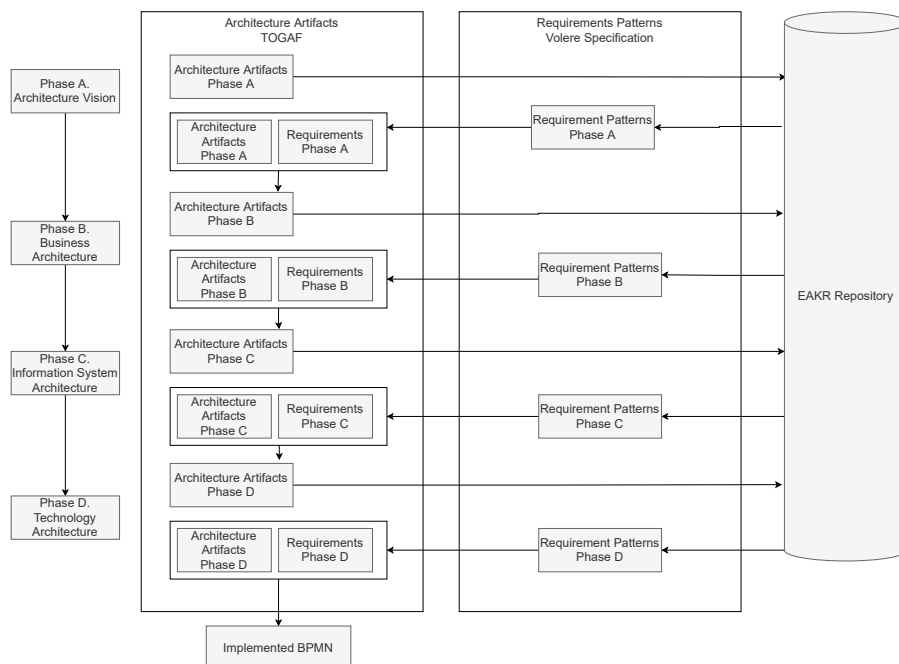 Architecture Artifacts
TOGAF
Requirements Patterns
Volere Specification
Phase A.
Architecture Vision
Architecture Artifacts
Phase A
Architecture
Artifacts
Phase A
Requirements
Phase A
Requirement Patterns
Phase A
Architecture Artifacts
Phase B
Phase B.
Business
Architecture
Architecture
Artifacts
Phase B
Requirements
Phase B
Requirement Patterns
Phase B
EAKR Repository
Architecture Artifacts
Phase C
Phase C.
Information System
Architecture
Architecture
Artifacts
Phase C
Requirements
Phase C
Requirement Patterns
Phase C
Architecture Artifacts
Phase D
Phase D.
Technology
Architecture
Architecture
Artifacts
Phase D
Requirements
Phase D
Requirement Patterns
Phase D
Implemented BPMN